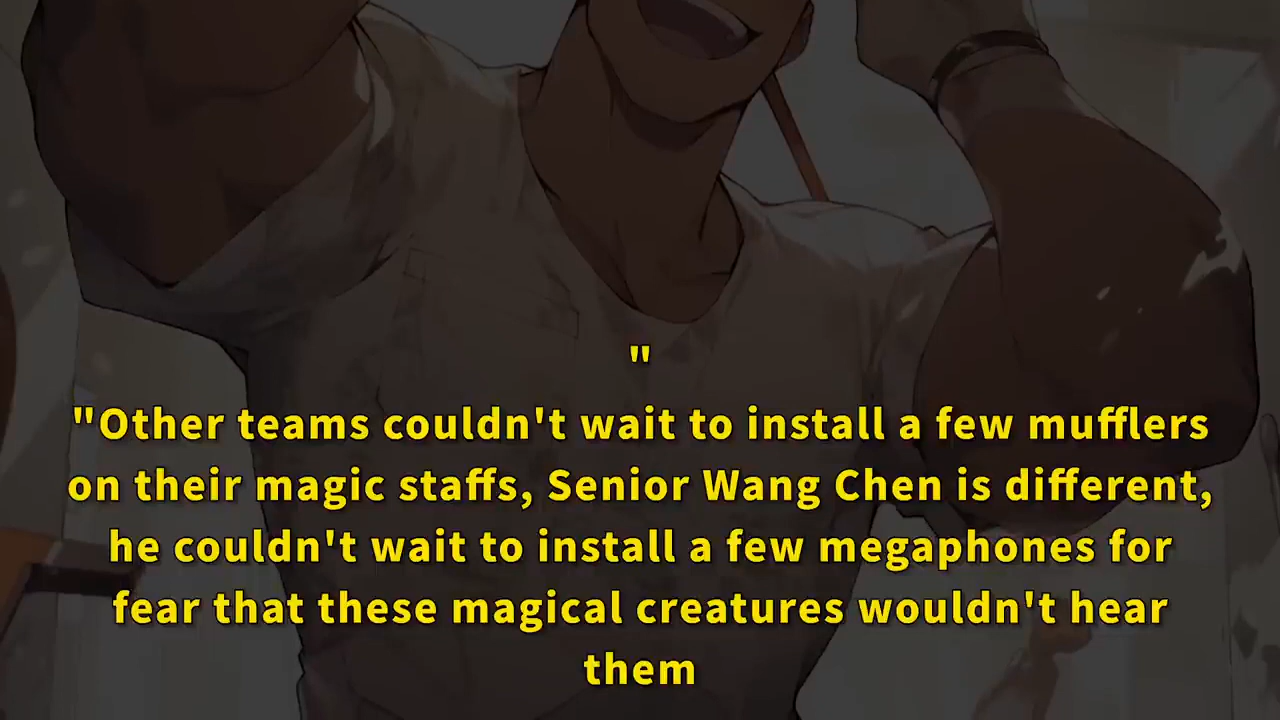 "
"Other teams couldn't wait to install a few mufflers
on their magic staffs, Senior Wang Chen is different,
he couldn't wait to install a few megaphones for
fear that these magical creatures wouldn't hear
them